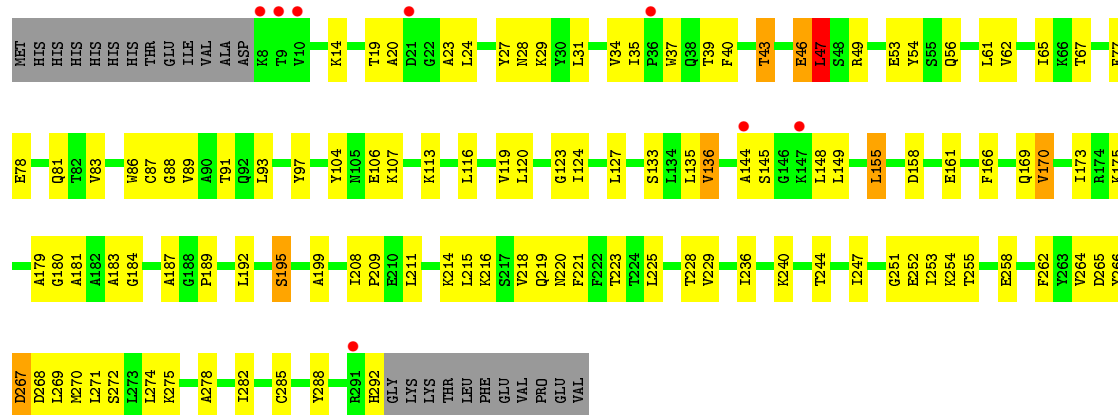 MET HIS HIS HIS HIS HIS HIS THR GLU ILE VAL ALA ASP K8 T9 V10 K14 T19 A20 D21 G22 A23 L24 Y27 N28 K29 Y30 L31 V34 I35 P36 W37 Q38 T39 F40 T43 E46 L47 S48 R49 E53 Y54 S55 Q56 L61 V62 I65 K66 T67 F77
E78 Q81 T82 V83 W86 C87 G88 V89 A90 T91 Q92 L93 Y97 Y104 N105 E106 K107 K113 L116 V119 L120 G123 I124 L127 S133 L134 L135 V136 A144 S145 G146 K147 L148 L149 L155 D158 E161 F166 Q169 V170 I173 R174 K175
A179 G180 A181 A182 A183 G184 A187 G188 P189 L192 S195 A199 I208 P209 E210 L211 K214 L215 K216 S217 V218 Q219 N220 F221 F222 T223 T224 L225 T228 V229 I236 K240 T244 I247 G251 E252 I253 K254 T255 E258 F262 Y263 V264 D265
D267 D268 L269 M270 L271 S272 L273 L274 K275 A278 I282 C285 Y288 R291 H292 GLY LYS LYS THR LEU PHE GLU VAL PRO GLU VAL